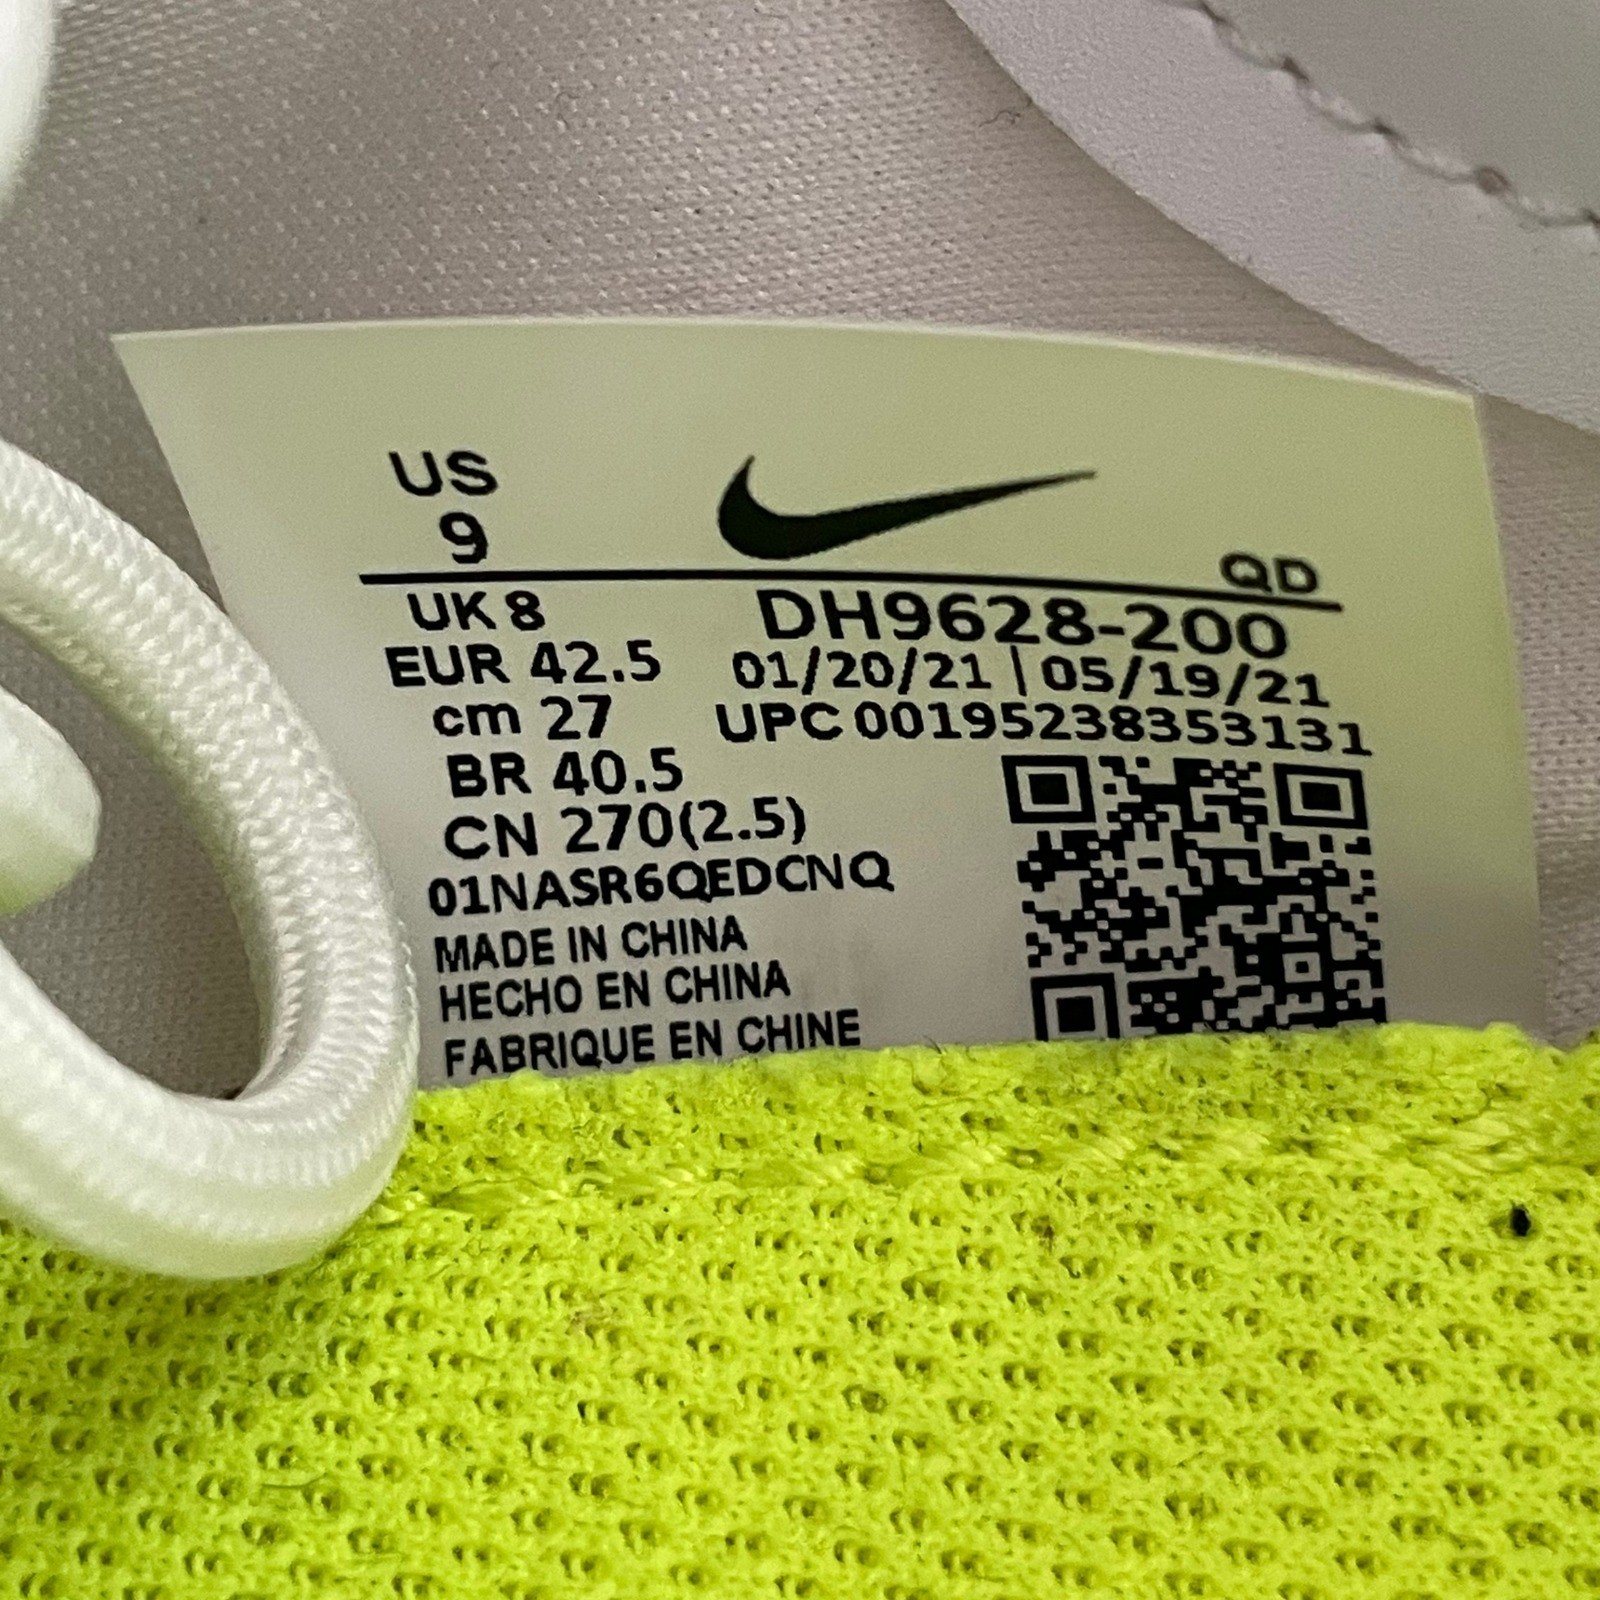 US
9
QD
UK 8
DH9628-200
EUR 42.5
01/20/21 | 05/19/21
cm 27
UPC 00195238353131
BR 40.5
CN 270(2.5)
01NASR6QEDCNQ
MADE IN CHINA
HECHO EN CHINA
FABRIQUE EN CHINE